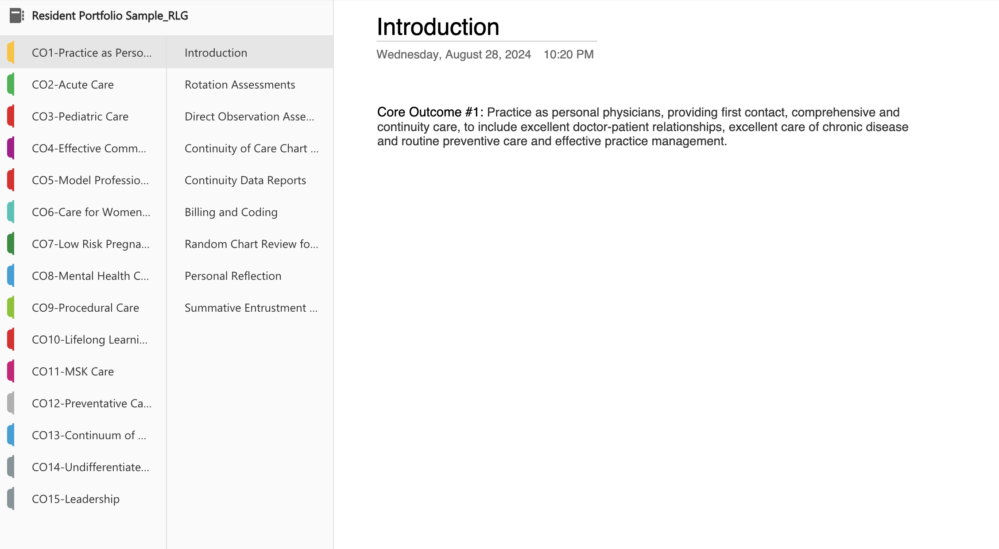 Resident Portfolio Sample_RLG
CO1-Practice as Perso...
CO2-Acute Care
CO3-Pediatric Care
CO4-Effective Comm...
CO5-Model Professio...
CO6-Care for Women...
CO7-Low Risk Pregna...
CO8-Mental Health C...
CO9-Procedural Care
CO10-Lifelong Learni...
CO11-MSK Care
CO12-Preventative Ca...
CO13-Continuum of ...
CO14-Undifferentiate...
CO15-Leadership
Introduction
Rotation Assessments
Direct Observation Asse...
Continuity of Care Chart ...
Continuity Data Reports
Billing and Coding
Random Chart Review fo...
Personal Reflection
Summative Entrustment ...
Introduction
Wednesday, August 28, 2024 10:20 PM
Core Outcome #1: Practice as personal physicians, providing first contact, comprehensive and
continuity care, to include excellent doctor-patient relationships, excellent care of chronic disease
and routine preventive care and effective practice management.